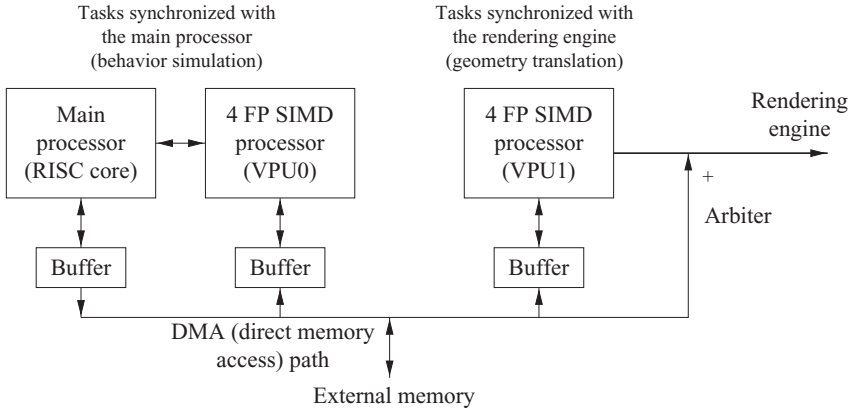 Tasks synchronized with
the main processor
(behavior simulation)
Tasks synchronized with
the rendering engine
(geometry translation)
Main
processor
(RISC core)
4 FP SIMD
processor
(VPU0)
4 FP SIMD
processor
(VPU1)
Rendering
engine
+
Arbiter
Buffer
Buffer
Buffer
DMA (direct memory
access) path
External memory